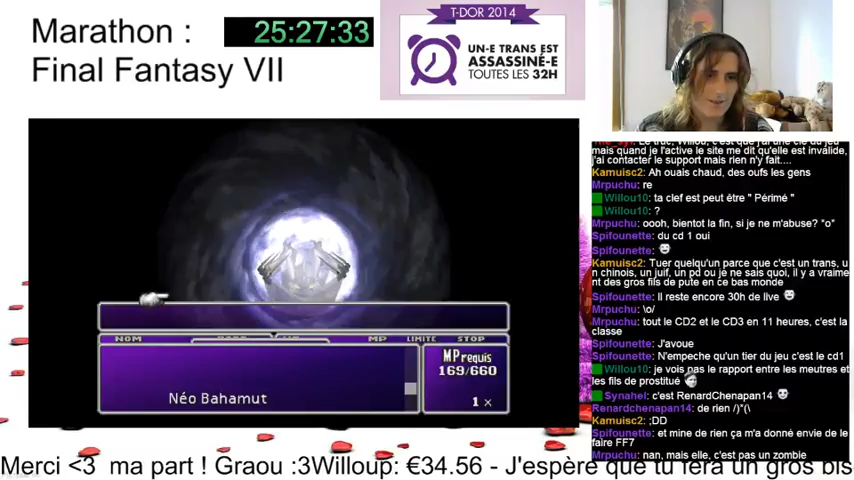 Marathon :
Final Fantasy VII
25:27:33
T-DOR 2014
UN-E TRANS EST
ASSASSINÉ-E
TOUTES LES 32H
mais quand je l'active le site me dit qu'elle est invalide,
j'ai contacter le support mais rien n'y fait....
Kamuisc2: Ah ouais chaud, des oufs les gens
Mrpuchu: re
Willou10: ta clef est peut être " Périmé "
Willou10: ?
Mrpuchu: oooh, bientot la fin, si je ne m'abuse? *o*
Spifounette: du cd 1 oui
Spifounette:
Kamuisc2: Tuer quelqu'un parce que c'est un trans, u
n chinois, un juif, un pd ou je ne sais quoi, il y a vraime
nt des gros fils de pute en ce bas monde
Spifounette: Il reste encore 30h de live
Mrpuchu: \o/
Mrpuchu: tout le CD2 et le CD3 en 11 heures, c'est la
classe
Spifounette: J'avoue
Spifounette: N'empeche qu'un tier du jeu c'est le cd1
Willou10: je vois pas le rapport entre les meutres et
les fils de prostitué
Synahel: c'est RenardChenapan14
Renardchenapan14: de rien /)*(\
Kamuisc2: ;DD
Spifounette: et mine de rien ça m'a donné envie de le
faire FF7
Mrpuchu: nan, mais elle, c'est pas un zombie
NOM MP LIMITE STOP
MP requis
169/660
Néo Bahamut
1 ×
Merci <3 ma part ! Graou :3Willoup: €34.56 - J'espère que tu fera un gros bis